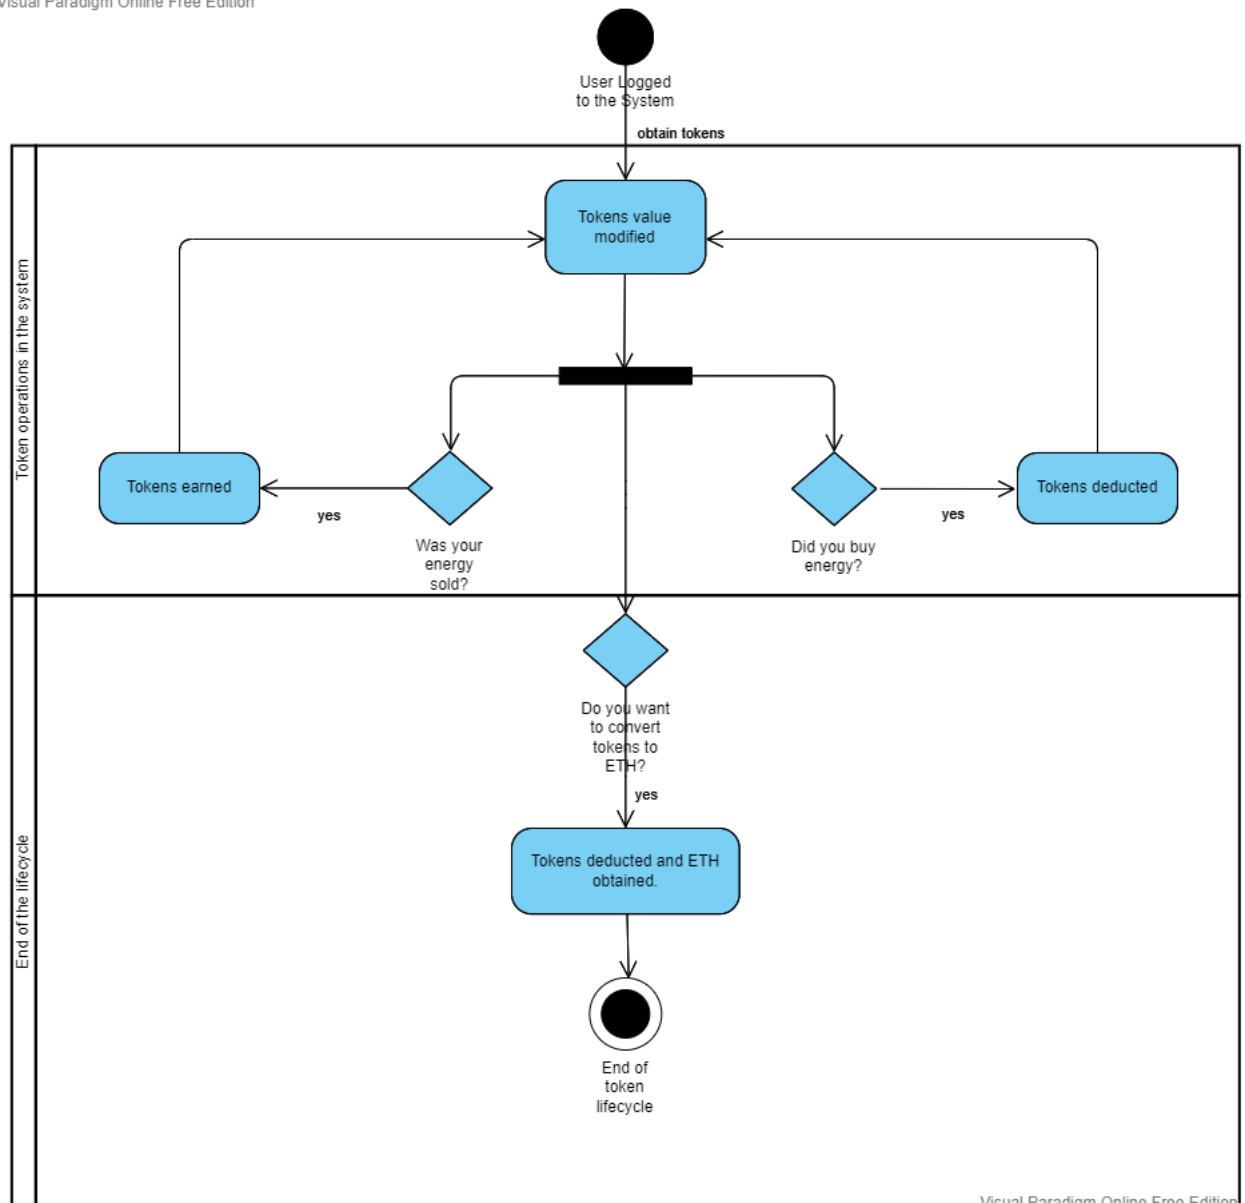 Visual Paradigm Online Free Edition
User Logged
to the System
obtain tokens
Token operations in the system
Tokens value
modified
Tokens earned
yes
Was your
energy
sold?
Did you buy
energy?
yes
Tokens deducted
End of the lifecycle
Do you want
to convert
tokens to
ETH?
yes
Tokens deducted and ETH
obtained.
End of
token
lifecycle
Visual Paradigm Online Free Edition